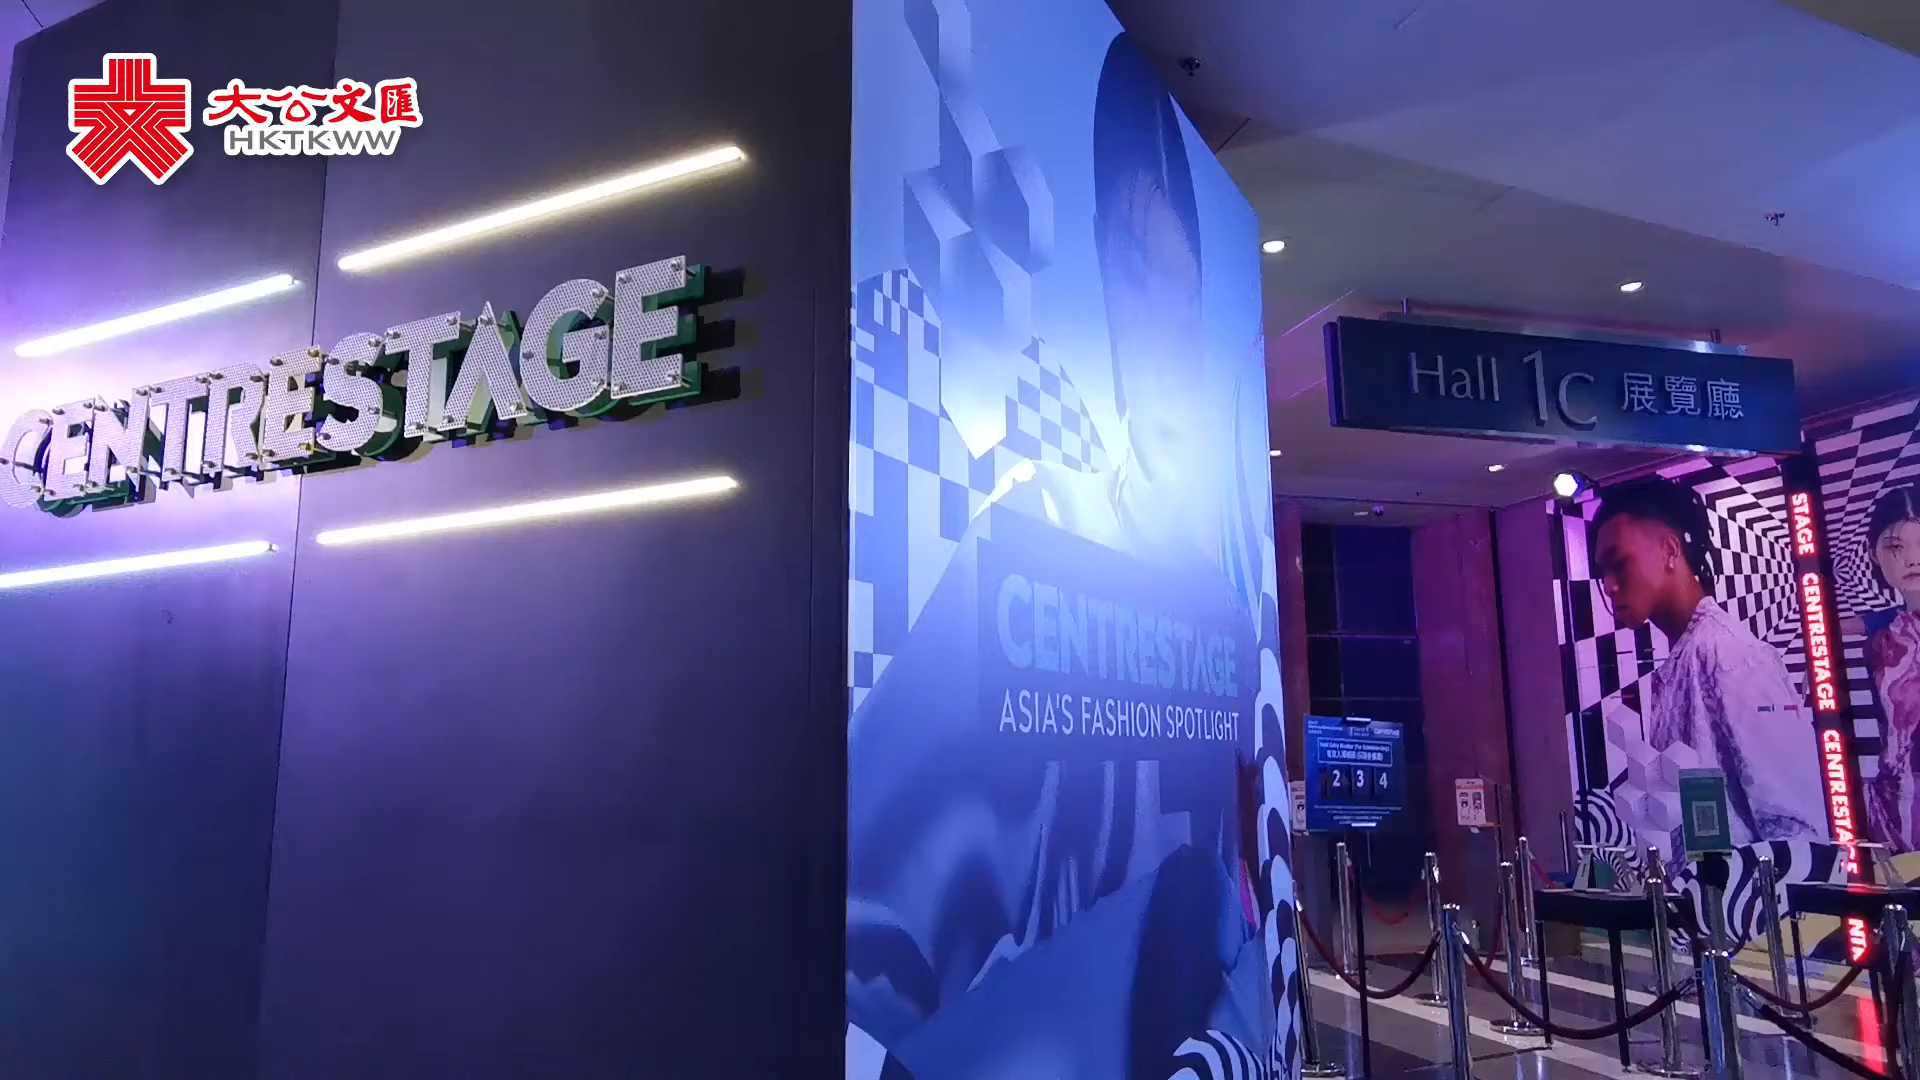 大公文匯
HKTKWW
CENTRESTAGE
CENTRESTAGE
ASIA'S FASHION SPOTLIGHT
Hall 1C 展覽廳
STAGE CENTRESTAGE CENTRESTAGE
2 3 4